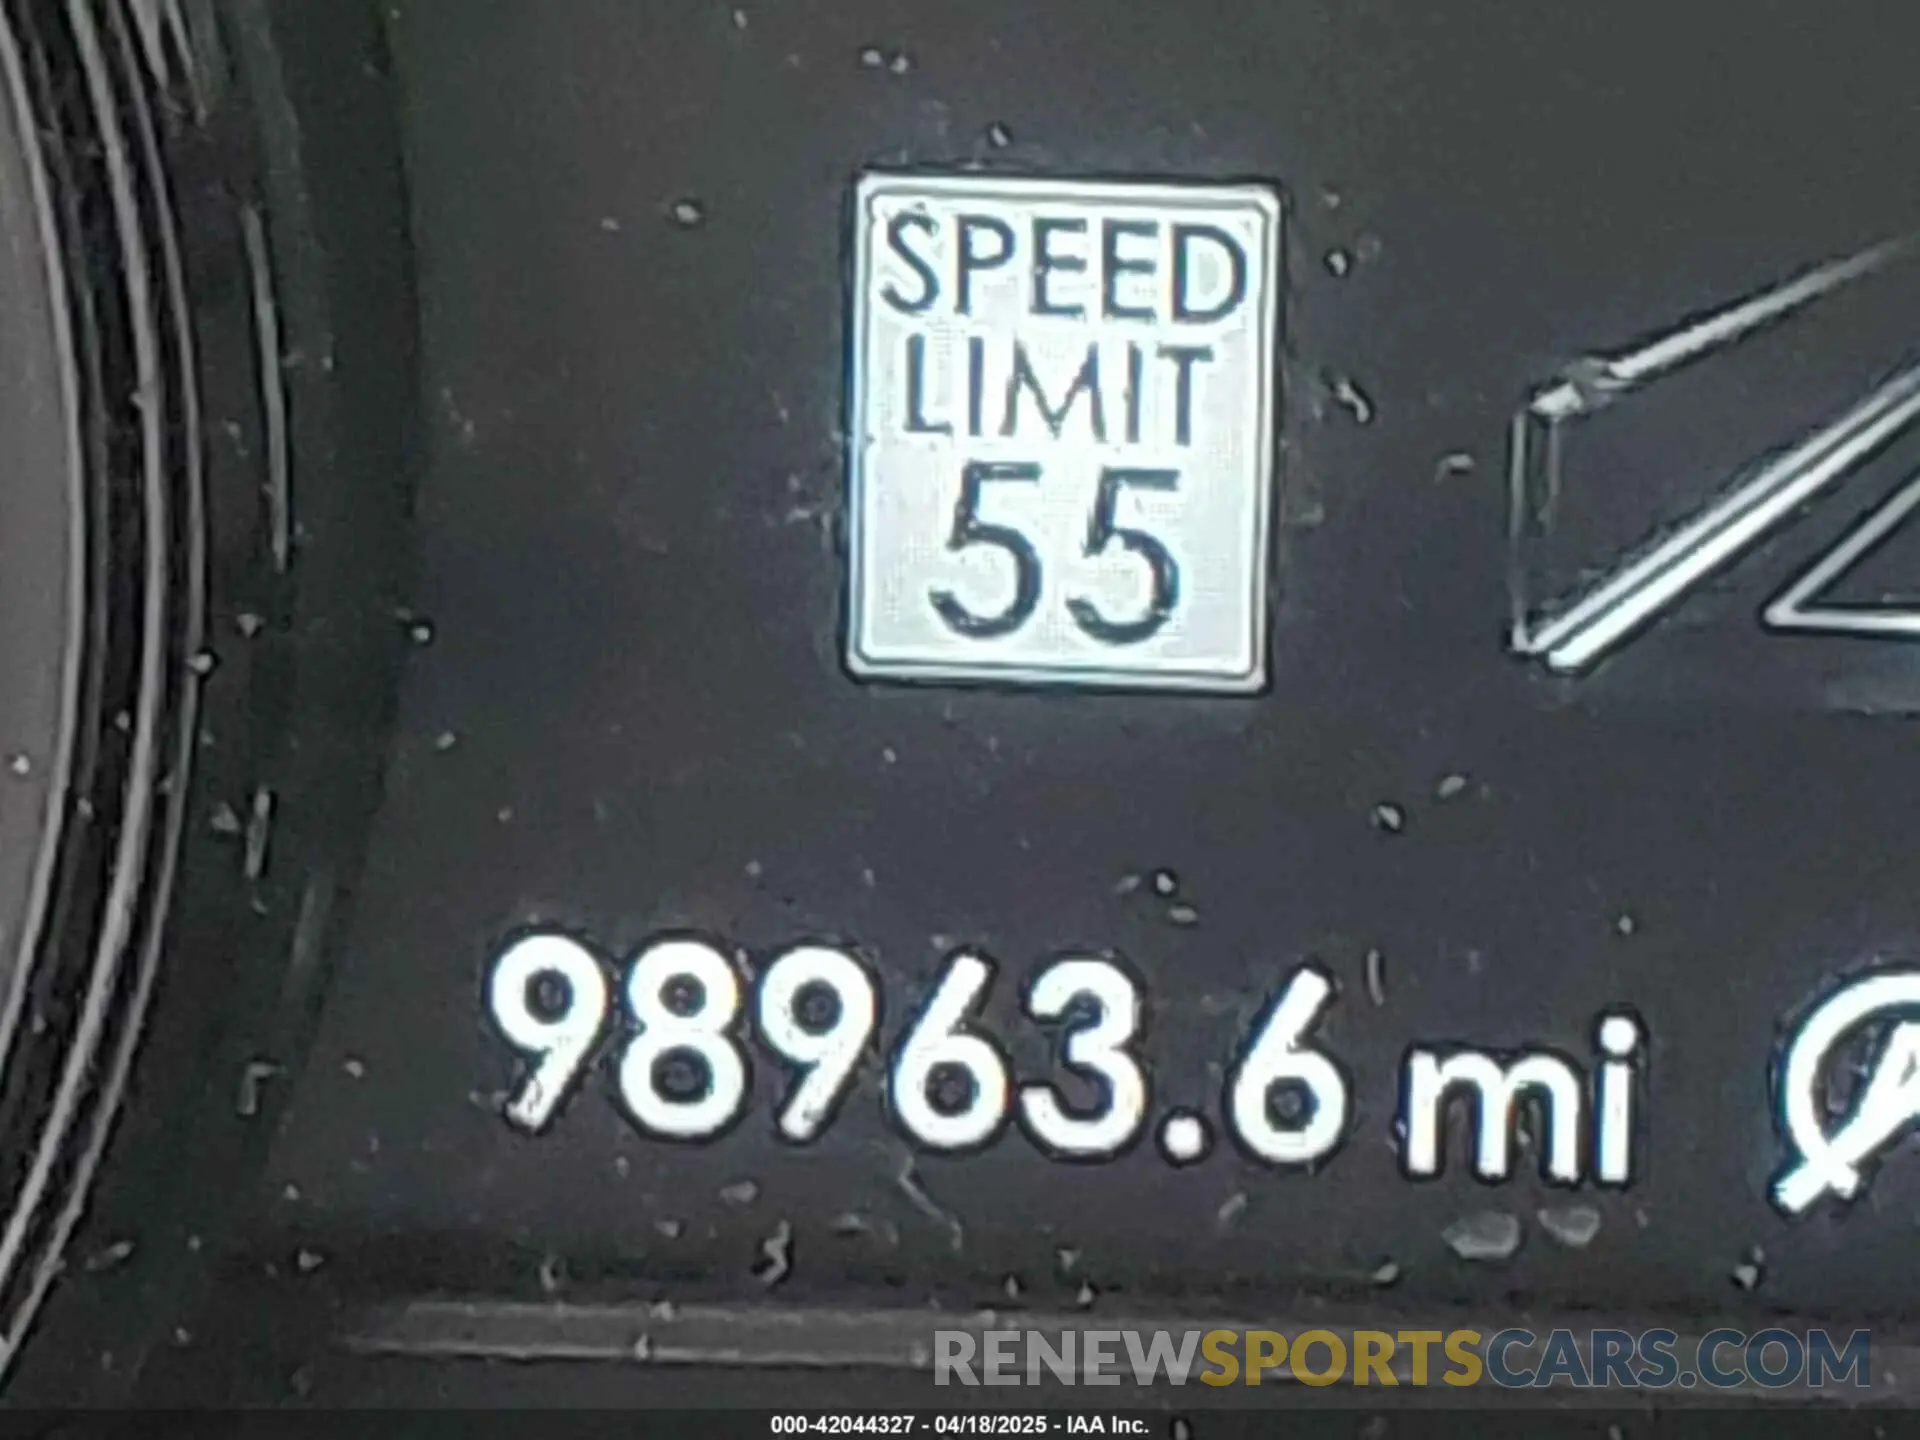 SPEED
LIMIT
55
98963.6 mi
RENEWSPORTSCARS.COM
000-42044327 - 04/18/2025 - IAA Inc.